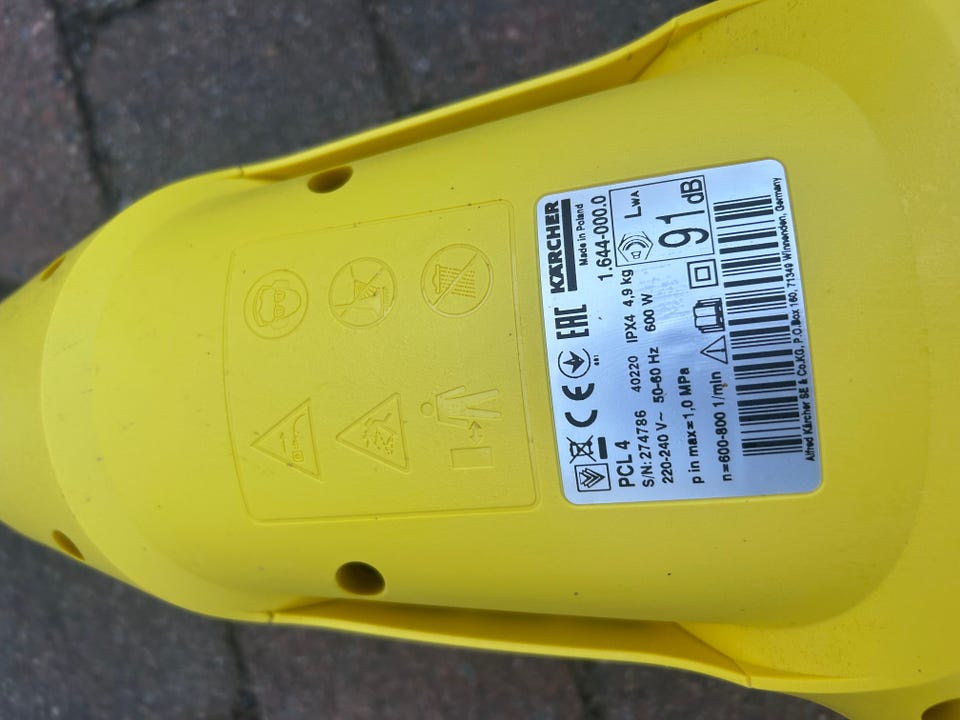 KÄRCHER
Made in Poland
EAC
CE
1.644-000.0
PCL 4
S/N: 274786 40220 IPX4 4,9 kg
220-240 V~ 50-60 Hz 600 W
p in max=1,0 MPa
n=600-800 1/min
LWA
91 dB
Alfred Kärcher SE & Co.KG, P.O.Box 160, 71349 Winnenden, Germany